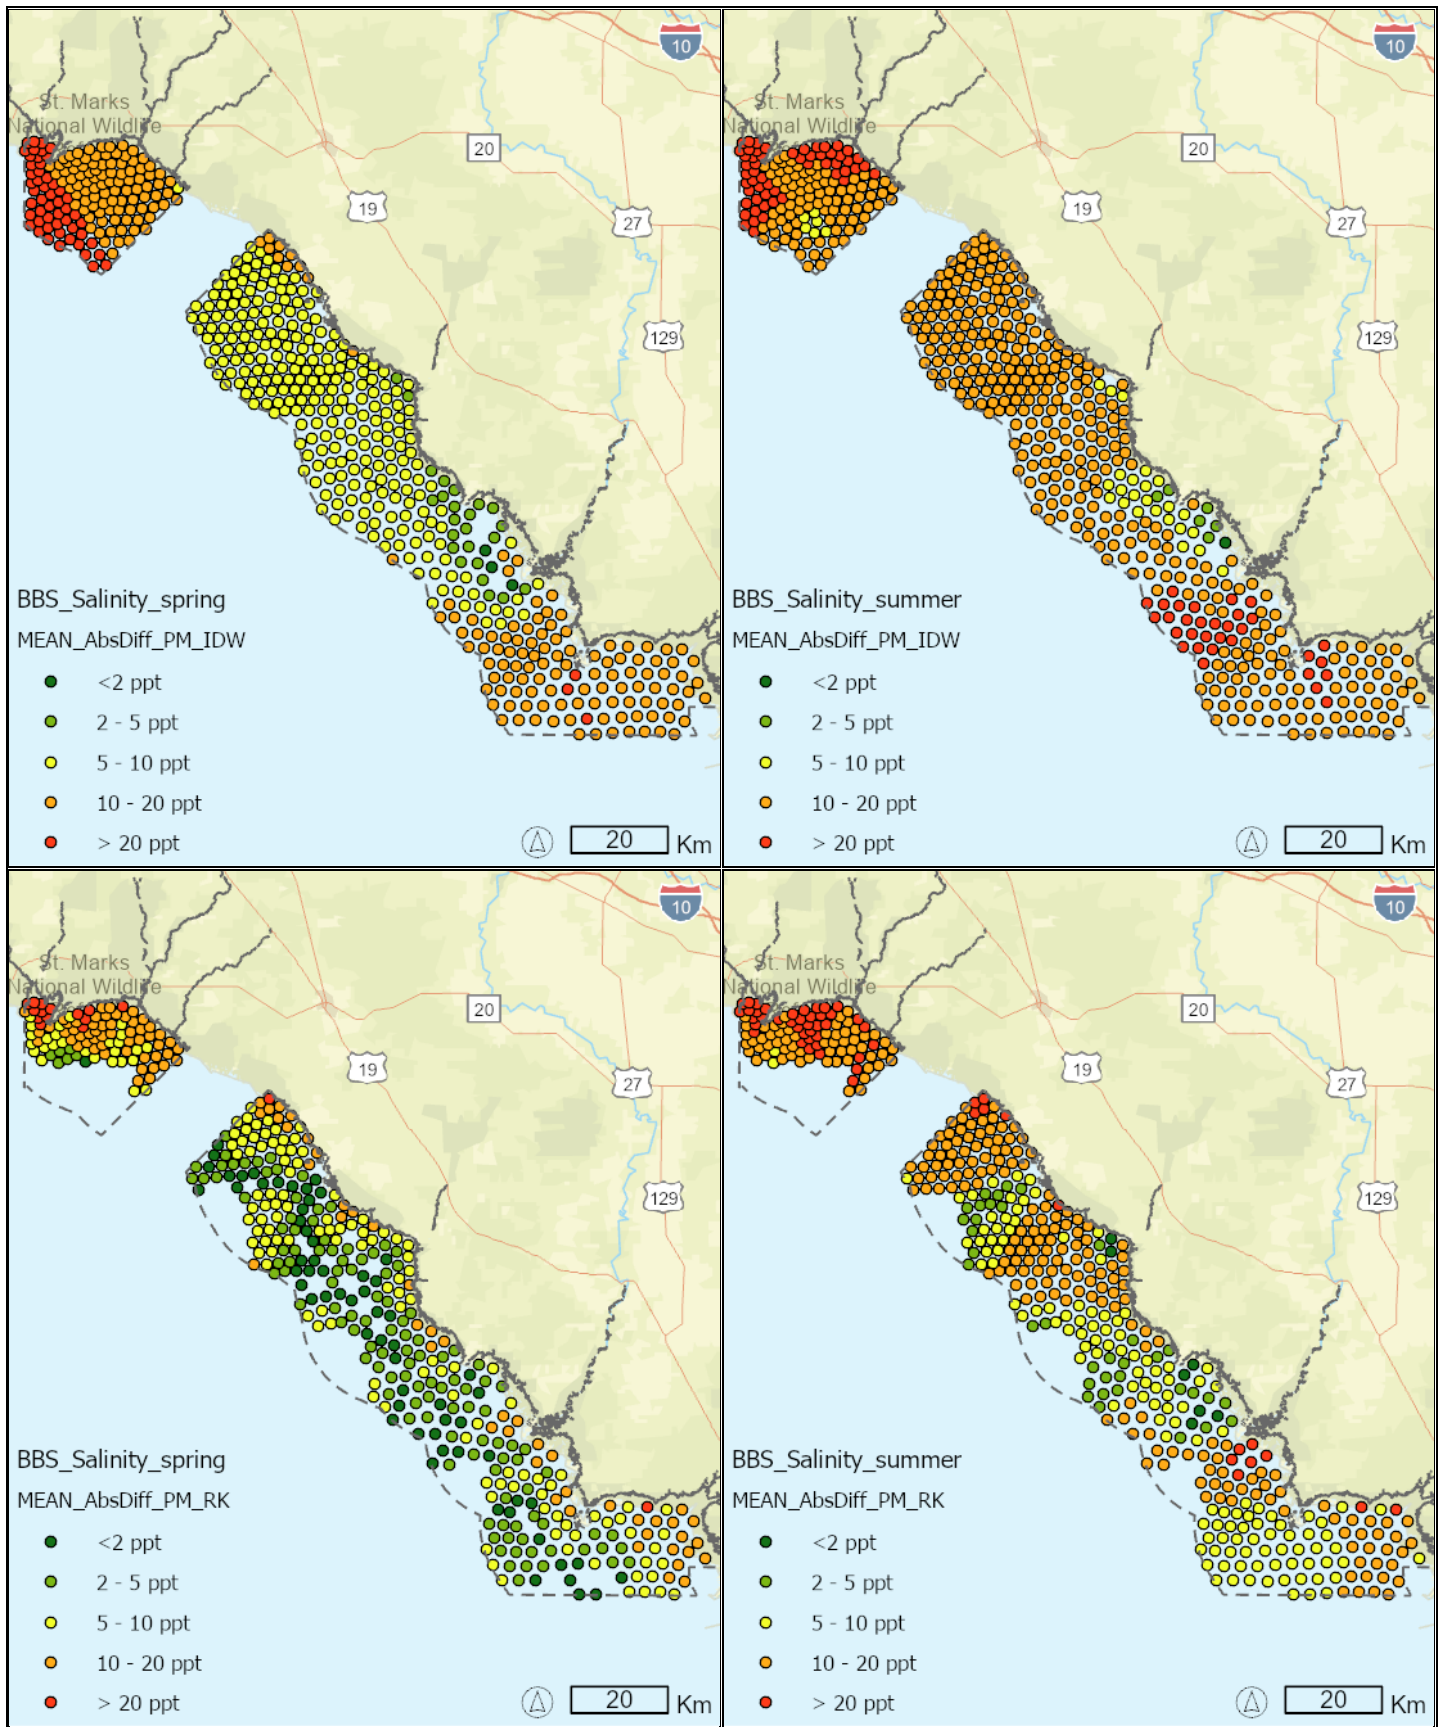 10
St. Marks
National Wildlife
20
19
27
129
BBS_Salinity_spring
MEAN_AbsDiff_PM_IDW
<2 ppt
2 - 5 ppt
5 - 10 ppt
10 - 20 ppt
> 20 ppt
20 Km
10
St. Marks
National Wildlife
20
19
27
129
BBS_Salinity_summer
MEAN_AbsDiff_PM_IDW
<2 ppt
2 - 5 ppt
5 - 10 ppt
10 - 20 ppt
> 20 ppt
20 Km
10
St. Marks
National Wildlife
20
19
27
129
BBS_Salinity_spring
MEAN_AbsDiff_PM_RK
<2 ppt
2 - 5 ppt
5 - 10 ppt
10 - 20 ppt
> 20 ppt
20 Km
10
St. Marks
National Wildlife
20
19
27
129
BBS_Salinity_summer
MEAN_AbsDiff_PM_RK
<2 ppt
2 - 5 ppt
5 - 10 ppt
10 - 20 ppt
> 20 ppt
20 Km